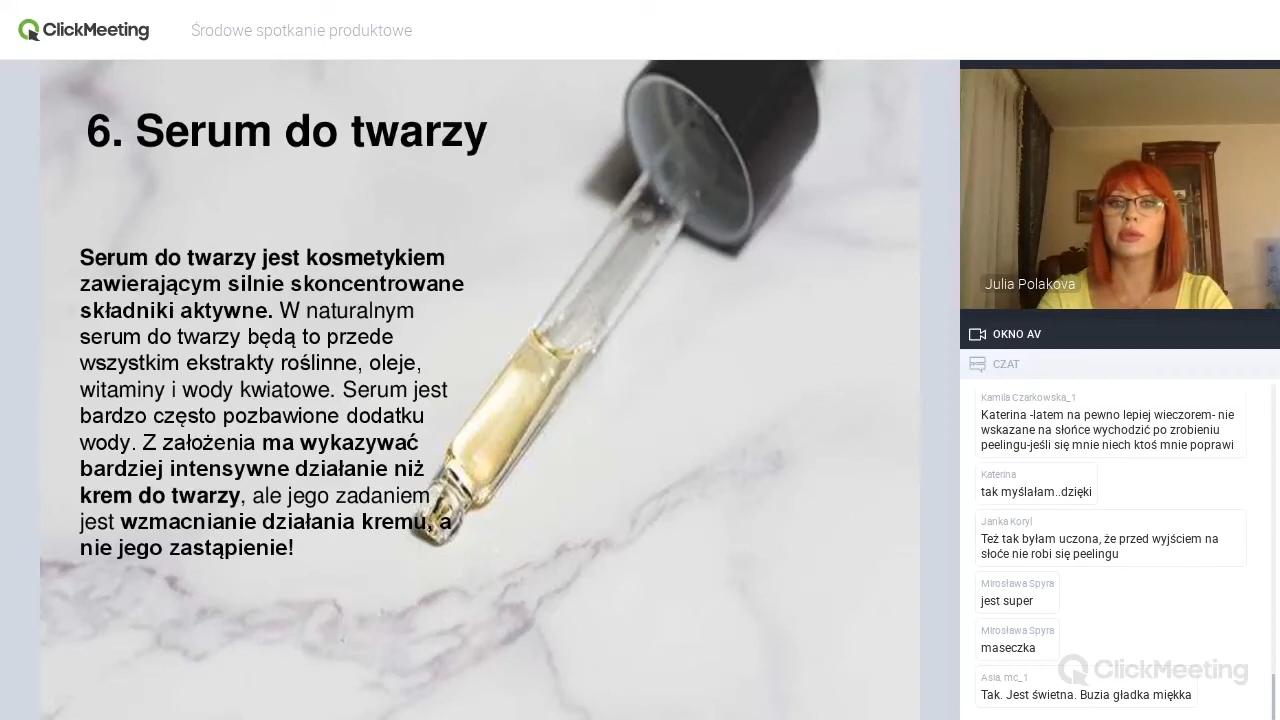 ClickMeeting
Środowe spotkanie produktowe
6. Serum do twarzy
Serum do twarzy jest kosmetykiem
zawierającym silnie skoncentrowane
składniki aktywne. W naturalnym
serum do twarzy będą to przede
wszystkim ekstrakty roślinne, oleje,
witaminy i wody kwiatowe. Serum jest
bardzo często pozbawione dodatku
wody. Z założenia ma wykazywać
bardziej intensywne działanie niż
krem do twarzy, ale jego zadaniem
jest wzmacnianie działania kremu, a
nie jego zastąpienie!
Julia Polakova
OKNO AV
CZAT
Kamila Czarkowska_1
Katerina -latem na pewno lepiej wieczorem- nie
wskazane na słońce wychodzić po zrobieniu
peelingu-jeśli się mnie niech ktoś mnie poprawi
Katerina
tak myślałam..dzięki
Janka Koryl
Też tak byłam uczona, że przed wyjściem na
słoće nie robi się peelingu
Mirosława Spyra
jest super
Mirosława Spyra
maseczka
Asia. mc_1
Tak. Jest świetna. Buzia gładka miękka
ClickMeeting